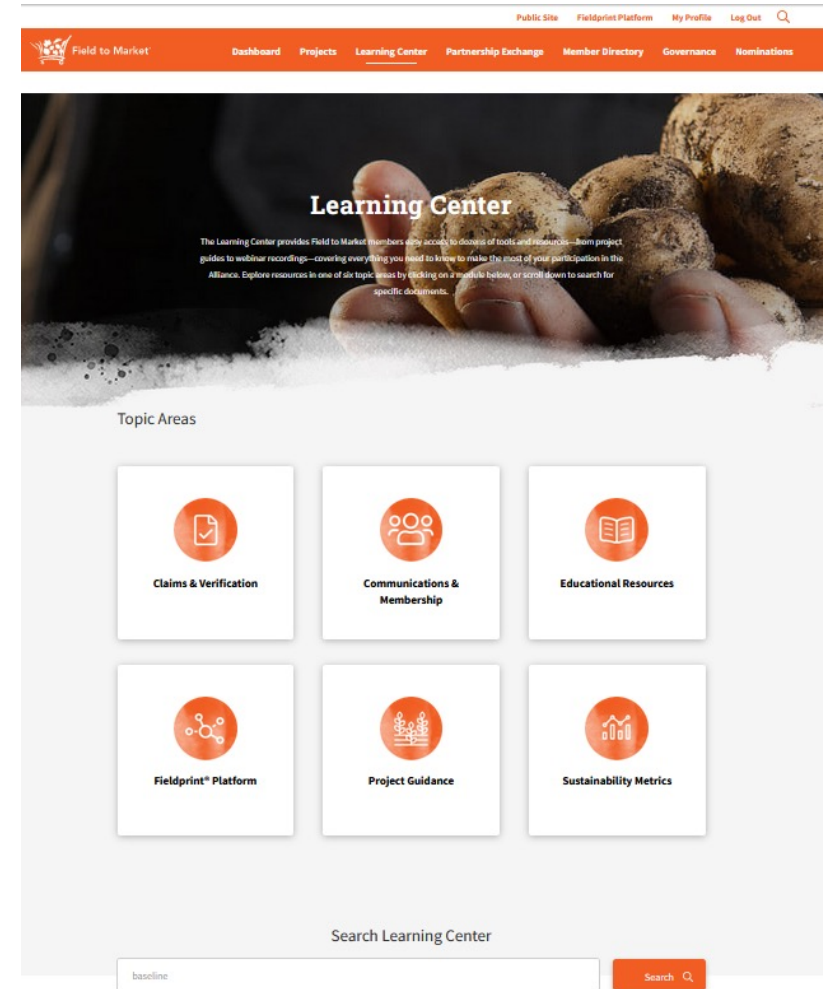 Public Site Fieldprint Platform My Profile Log Out
Field to Market
Dashboard Projects Learning Center Partnership Exchange Member Directory Governance Nominations
Learning Center
The Learning Center provides Field to Market members easy access to dozens of tools and resources—from project
guides to webinar recordings—covering everything you need to know to make the most of your participation in the
Alliance. Explore resources in one of six topic areas by clicking on a module below, or scroll down to search for
specific documents.
Topic Areas
Claims & Verification
Communications &
Membership
Educational Resources
Fieldprint® Platform
Project Guidance
Sustainability Metrics
Search Learning Center
baseline
Search